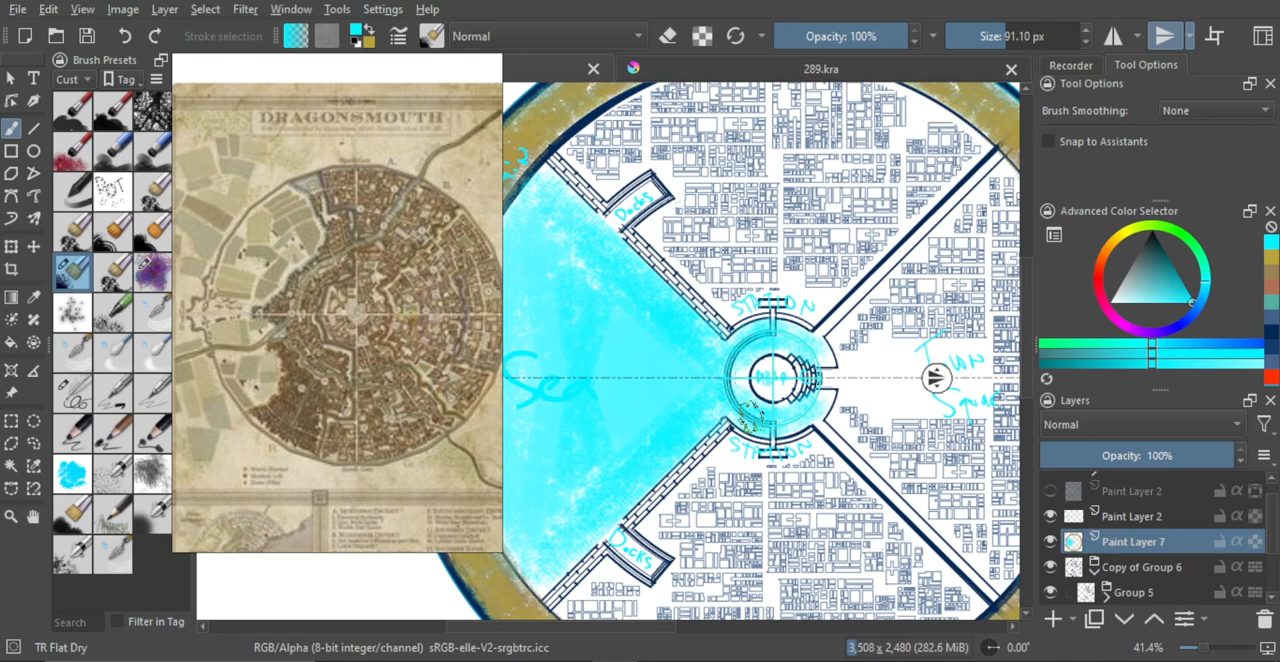 File Edit View Image Layer Select Filter Window Tools Settings Help
Stroke selection Normal Opacity: 100% Size: 91.10 px
Brush Presets
Cust Tag
Search Filter in Tag
289.kra
DRAGONSMOUTH
Docks
STATION
Sea
Town
Square
STATION
Docks
Recorder Tool Options
Tool Options
Brush Smoothing: None
Snap to Assistants
Advanced Color Selector
Layers
Normal
Opacity: 100%
Paint Layer 2
Paint Layer 2
Paint Layer 7
Copy of Group 6
Group 5
TR Flat Dry RGB/Alpha (8-bit integer/channel) sRGB-elle-V2-srgbtrc.icc 3,508 x 2,480 (282.6 MiB) 0.00° 41.4%